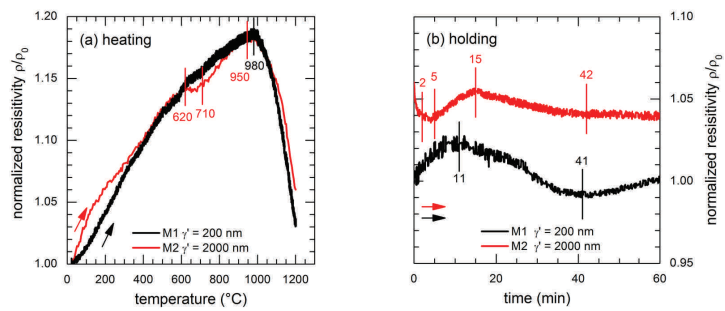 (a) heating
normalized resisitivity ρ/ρ0
1.20
1.15
1.10
1.05
1.00
620
710
950
980
M1 γ' = 200 nm
M2 γ' = 2000 nm
0 200 400 600 800 1000 1200
temperature (°C)
(b) holding
2 5 15 42
11 41
M1 γ' = 200 nm
M2 γ' = 2000 nm
0 10 20 30 40 50 60
time (min)
1.10
1.05
1.00
0.95
normalized resisitivity ρ/ρ0